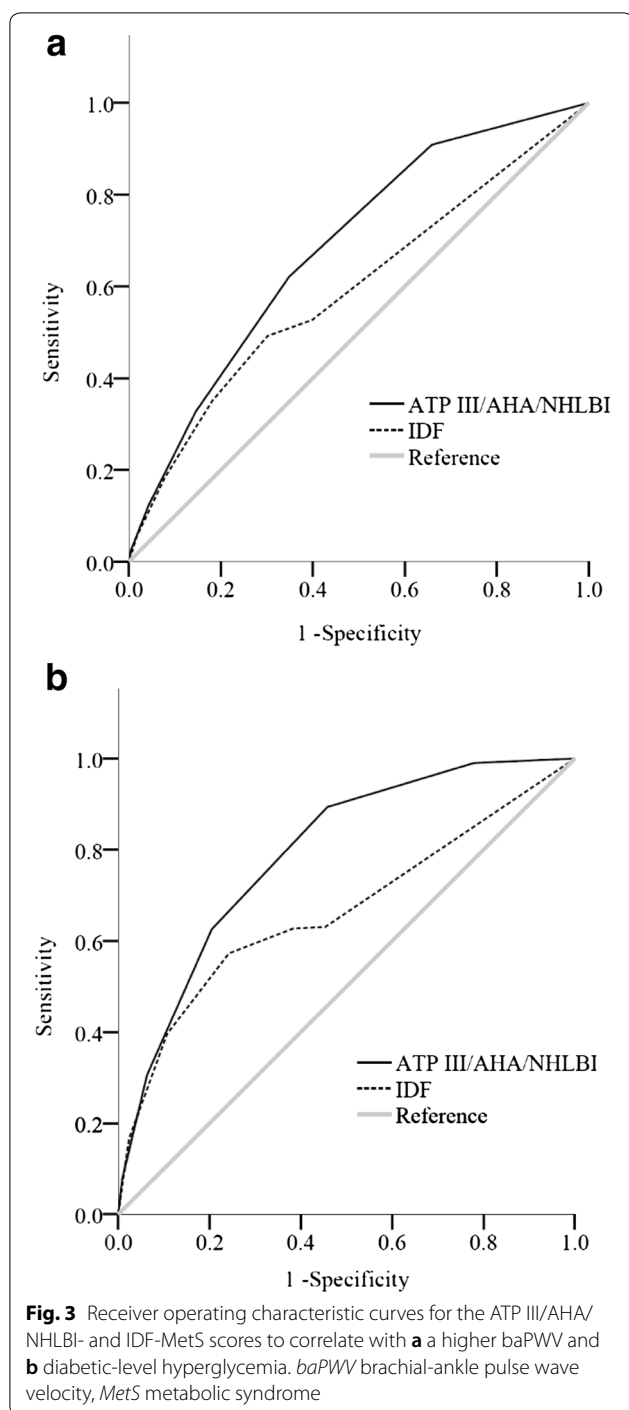 a
1.0
0.8
0.6
0.4
0.2
0.0
Sensitivity
ATP III/AHA/NHLBI
IDF
Reference
0.0 0.2 0.4 0.6 0.8 1.0
1 -Specificity
b
1.0
0.8
0.6
0.4
0.2
0.0
Sensitivity
ATP III/AHA/NHLBI
IDF
Reference
0.0 0.2 0.4 0.6 0.8 1.0
1 -Specificity
Fig. 3 Receiver operating characteristic curves for the ATP III/AHA/
NHLBI- and IDF-MetS scores to correlate with a a higher baPWV and
b diabetic-level hyperglycemia. baPWV brachial-ankle pulse wave
velocity, MetS metabolic syndrome